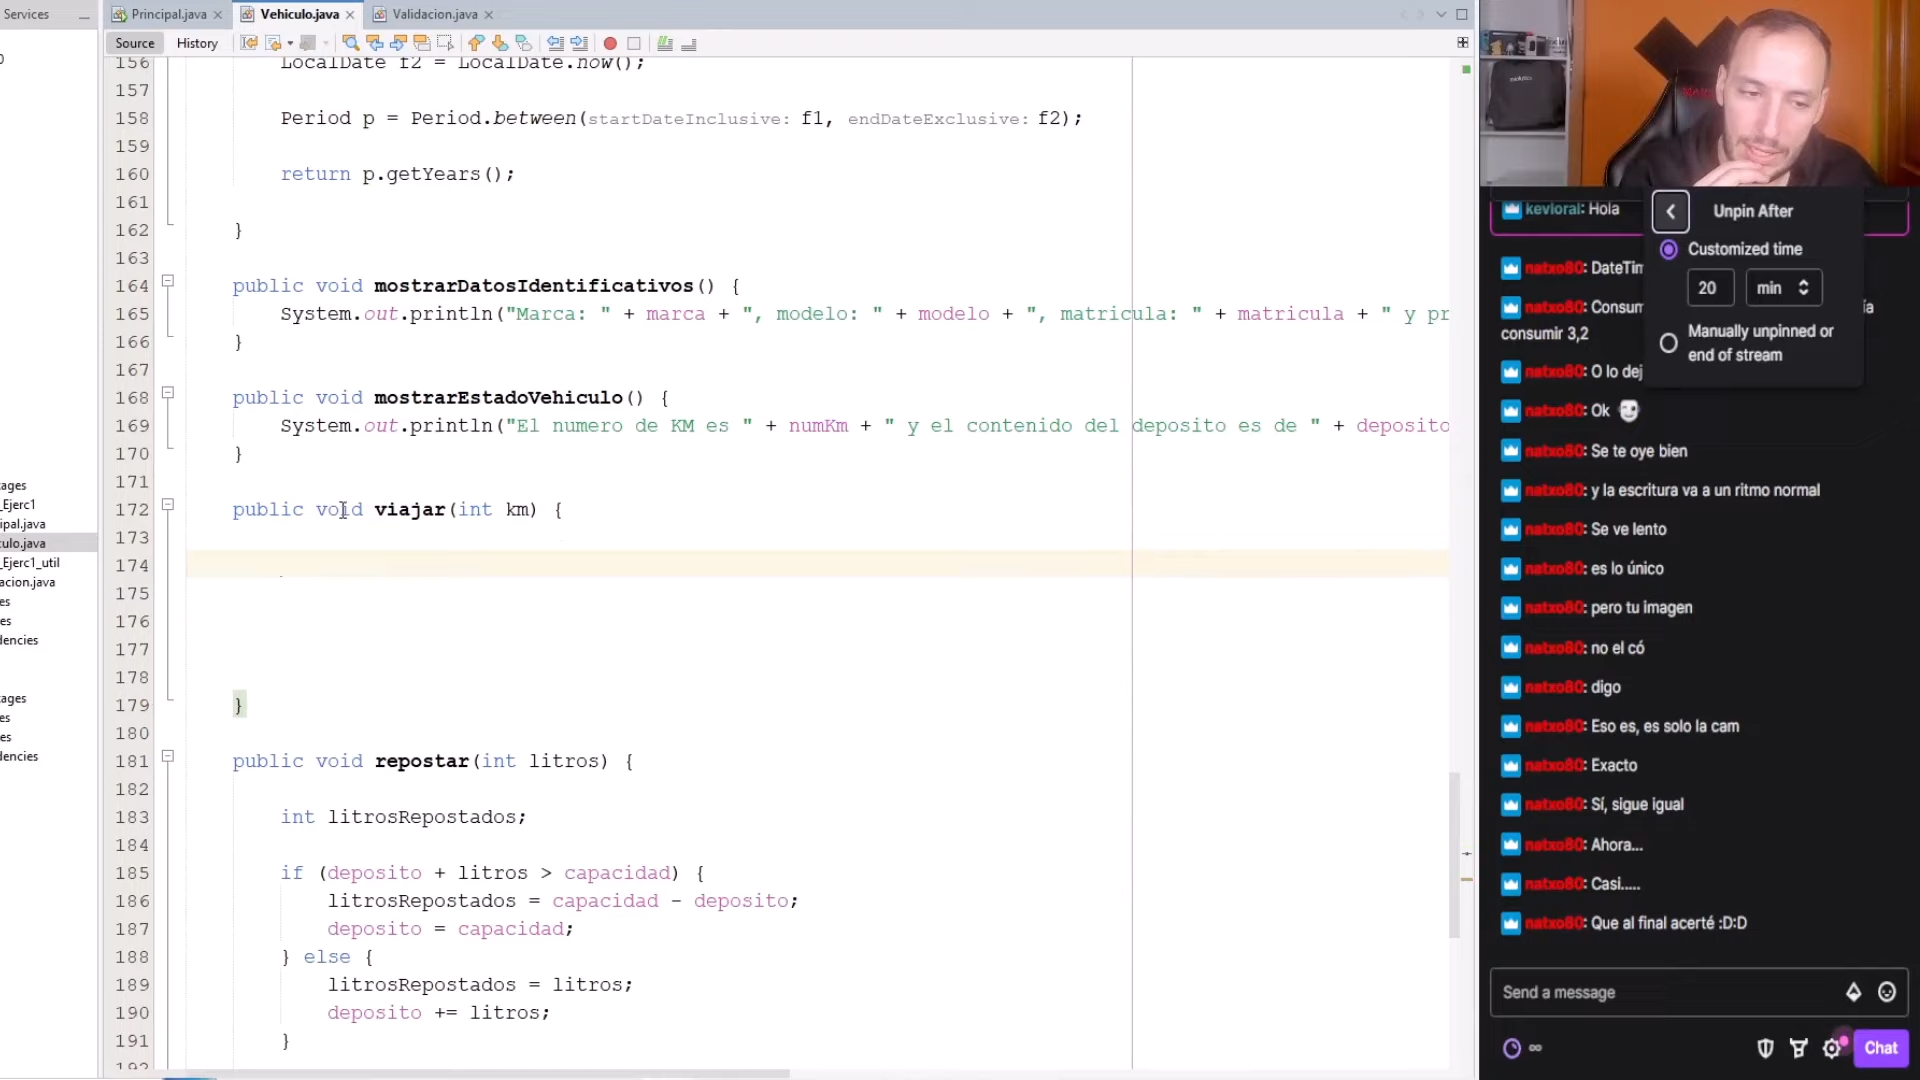 Services
Principal.java
Vehiculo.java
Validacion.java
Source
History
156 LocalDate f2 = LocalDate.now();
157
158 Period p = Period.between(startDateInclusive: f1, endDateExclusive: f2);
159
160 return p.getYears();
161
162 }
163
164 public void mostrarDatosIdentificativos() {
165 System.out.println("Marca: " + marca + ", modelo: " + modelo + ", matricula: " + matricula + " y pr
166 }
167
168 public void mostrarEstadoVehiculo() {
169 System.out.println("El numero de KM es " + numKm + " y el contenido del deposito es de " + deposito
170 }
171
172 public void viajar(int km) {
173
174
175
176
177
178
179 }
180
181 public void repostar(int litros) {
182
183 int litrosRepostados;
184
185 if (deposito + litros > capacidad) {
186 litrosRepostados = capacidad - deposito;
187 deposito = capacidad;
188 } else {
189 litrosRepostados = litros;
190 deposito += litros;
191 }
192
ages
_Ejerc1
ipal.java
culo.java
_Ejerc1_util
acion.java
es
es
dencies
ages
es
es
dencies
kevloral: Hola
Unpin After
Customized time
20 min
Manually unpinned or
end of stream
natxo80: DateTim
natxo80: Consum
ía
consumir 3,2
natxo80: O lo dej
natxo80: Ok
natxo80: Se te oye bien
natxo80: y la escritura va a un ritmo normal
natxo80: Se ve lento
natxo80: es lo único
natxo80: pero tu imagen
natxo80: no el có
natxo80: digo
natxo80: Eso es, es solo la cam
natxo80: Exacto
natxo80: Sí, sigue igual
natxo80: Ahora...
natxo80: Casi.....
natxo80: Que al final acerté :D:D
Send a message
∞
Chat